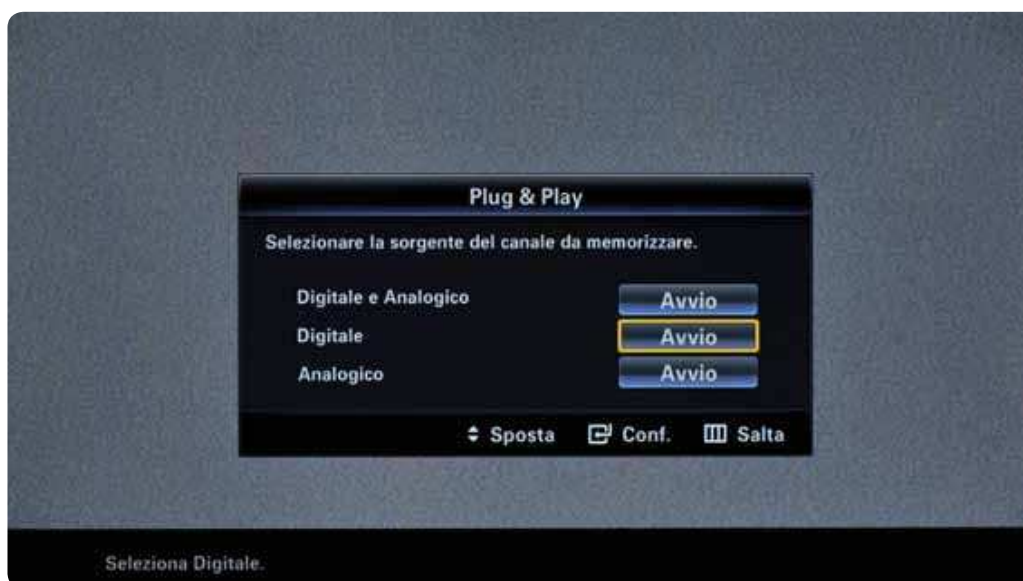 Plug & Play
Selezionare la sorgente del canale da memorizzare.
Digitale e Analogico Avvio
Digitale Avvio
Analogico Avvio
Sposta Conf. Salta
Seleziona Digitale.